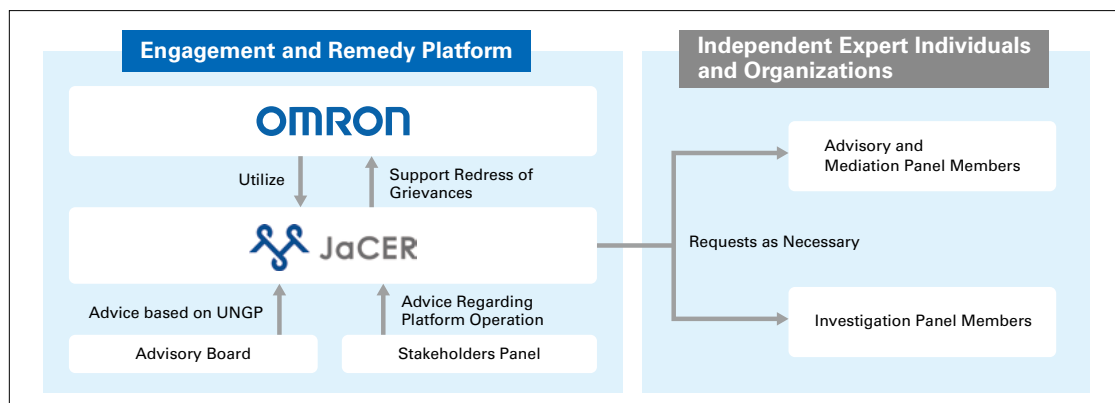 Engagement and Remedy Platform
OMRON
Utilize
Support Redress of
Grievances
JaCER
Advice based on UNGP
Advice Regarding
Platform Operation
Advisory Board
Stakeholders Panel
Independent Expert Individuals
and Organizations
Advisory and
Mediation Panel Members
Requests as Necessary
Investigation Panel Members